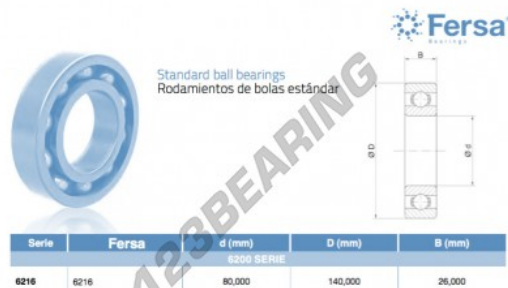 Fersa
Bearings
Standard ball bearings
Rodamientos de bolas estándar
B
Ø D
Ø d
123BEARING
Serie Fersa d (mm) D (mm) B (mm)
6200 SERIE
6216 6216 80,000 140,000 26,000